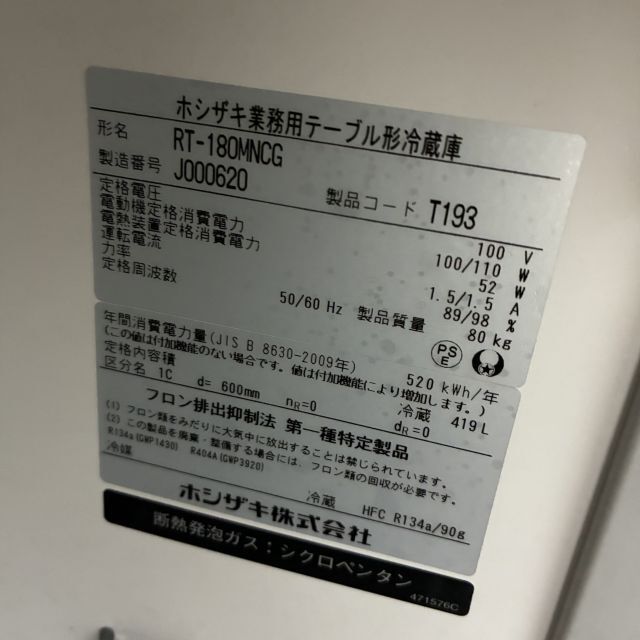 ホシザキ業務用テーブル形冷蔵庫
形名 RT-180MNCG
製造番号 J000620 製品コード T193
定格電圧 100 V
電動機定格消費電力 100/110 W
電熱装置定格消費電力 52 W
運転電流 1.5/1.5 A
力率 89/98 %
定格周波数 50/60 Hz 製品質量 80 kg
PSE
年間消費電力量(JIS B 8630-2009年) 520 kWh/年
(この値は付加機能のない場合です。値は付加機能により増加します。)
定格内容積 冷蔵 419 L
区分名 1C d= 600mm nR=0 dR=0
フロン排出抑制法 第一種特定製品
(1) フロン類をみだりに大気中に放出することは禁じられています。
(2) この製品を廃棄・整備する場合には、フロン類の回収が必要です。
R134a(GWP1430) R404A(GWP3920)
冷媒 冷蔵 HFC R134a/90g
ホシザキ株式会社
断熱発泡ガス:シクロペンタン
471576C